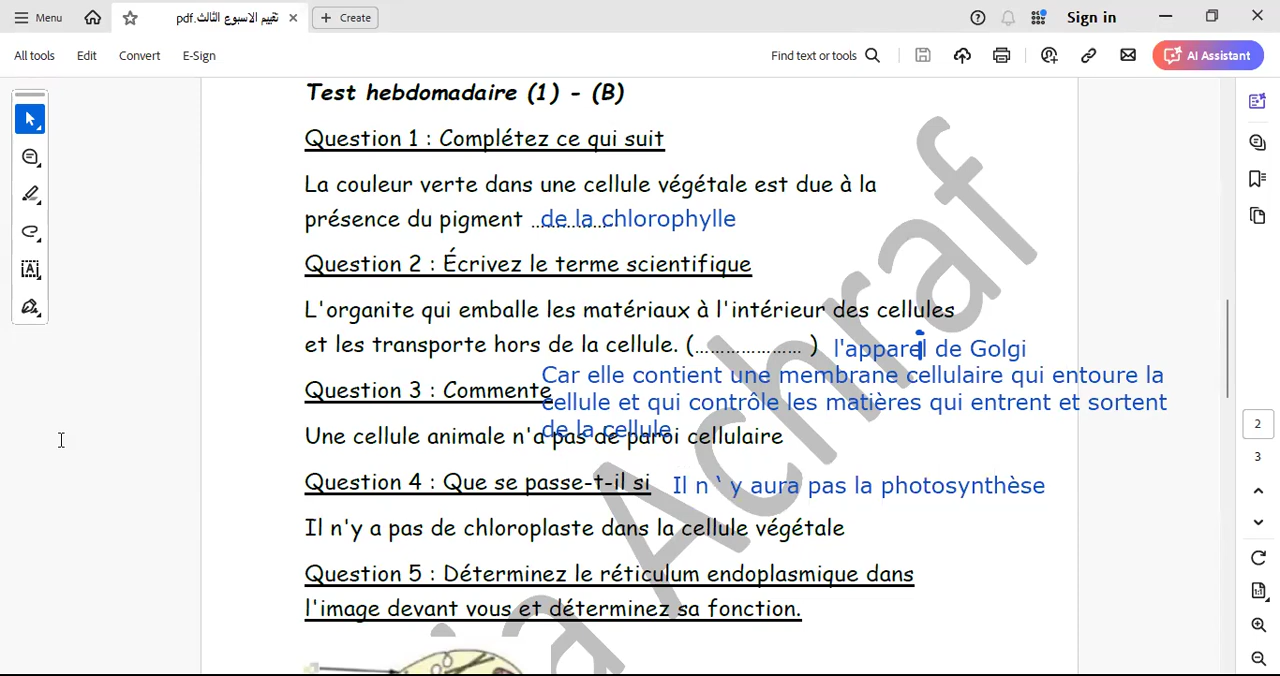 Menu
تقييم الاسبوع الثالث.pdf
Create
Sign in
All tools
Edit
Convert
E-Sign
Find text or tools
AI Assistant
Test hebdomadaire (1) - (B)
Question 1 : Complétez ce qui suit
La couleur verte dans une cellule végétale est due à la
présence du pigment ............... de la chlorophylle
Question 2 : Écrivez le terme scientifique
L'organite qui emballe les matériaux à l'intérieur des cellules
et les transporte hors de la cellule. (..................... ) l'appareil de Golgi
Car elle contient une membrane cellulaire qui entoure la
Question 3 : Commente
cellule et qui contrôle les matières qui entrent et sortent
de la cellule
Une cellule animale n'a pas de paroi cellulaire
Question 4 : Que se passe-t-il si Il n ‛ y aura pas la photosynthèse
Il n'y a pas de chloroplaste dans la cellule végétale
Question 5 : Déterminez le réticulum endoplasmique dans
l'image devant vous et déterminez sa fonction.
Achraf
2
3